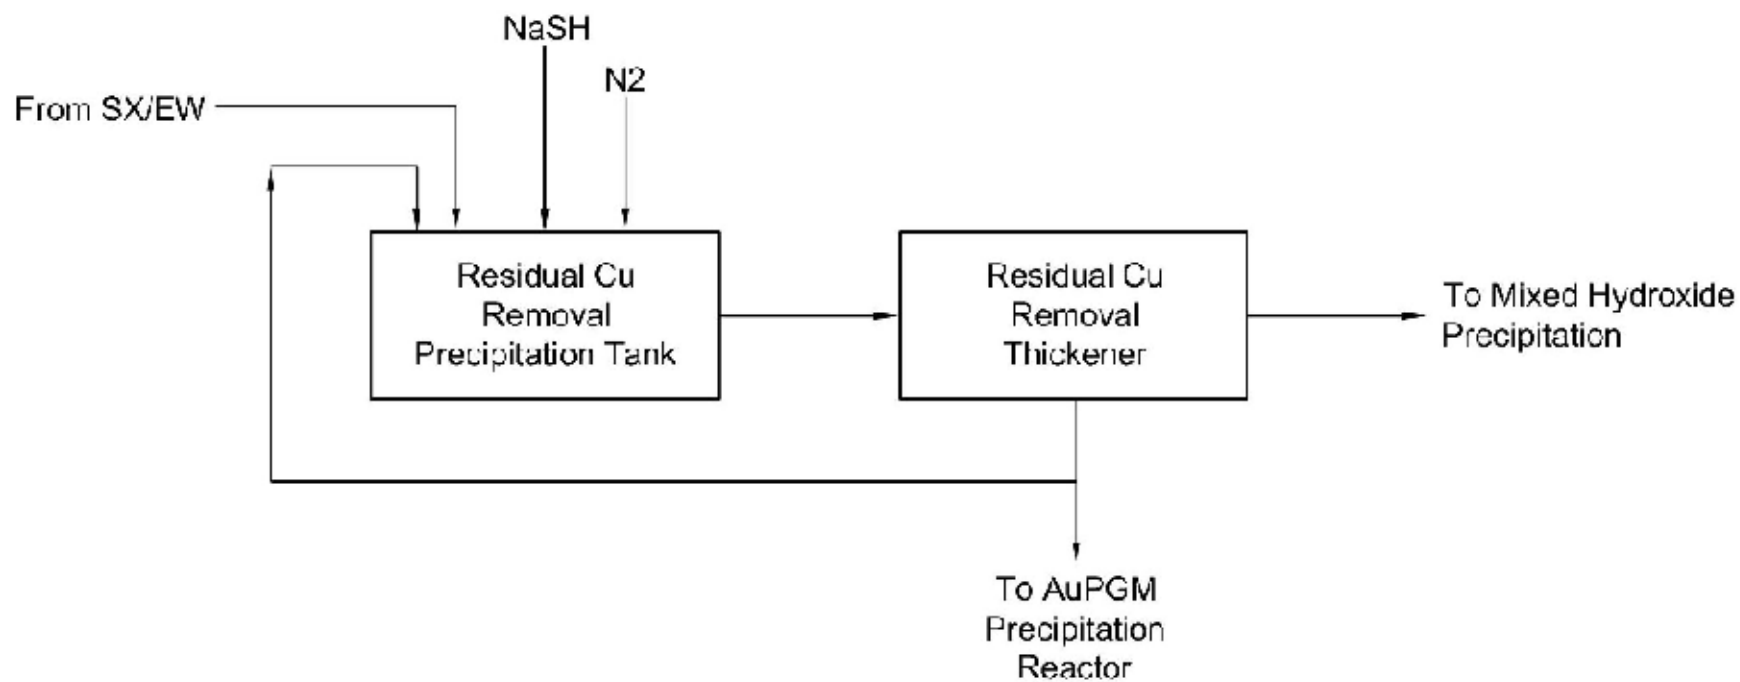 NaSH
N2
From SX/EW
Residual Cu
Removal
Precipitation Tank
Residual Cu
Removal
Thickener
To Mixed Hydroxide
Precipitation
To AuPGM
Precipitation
Reactor